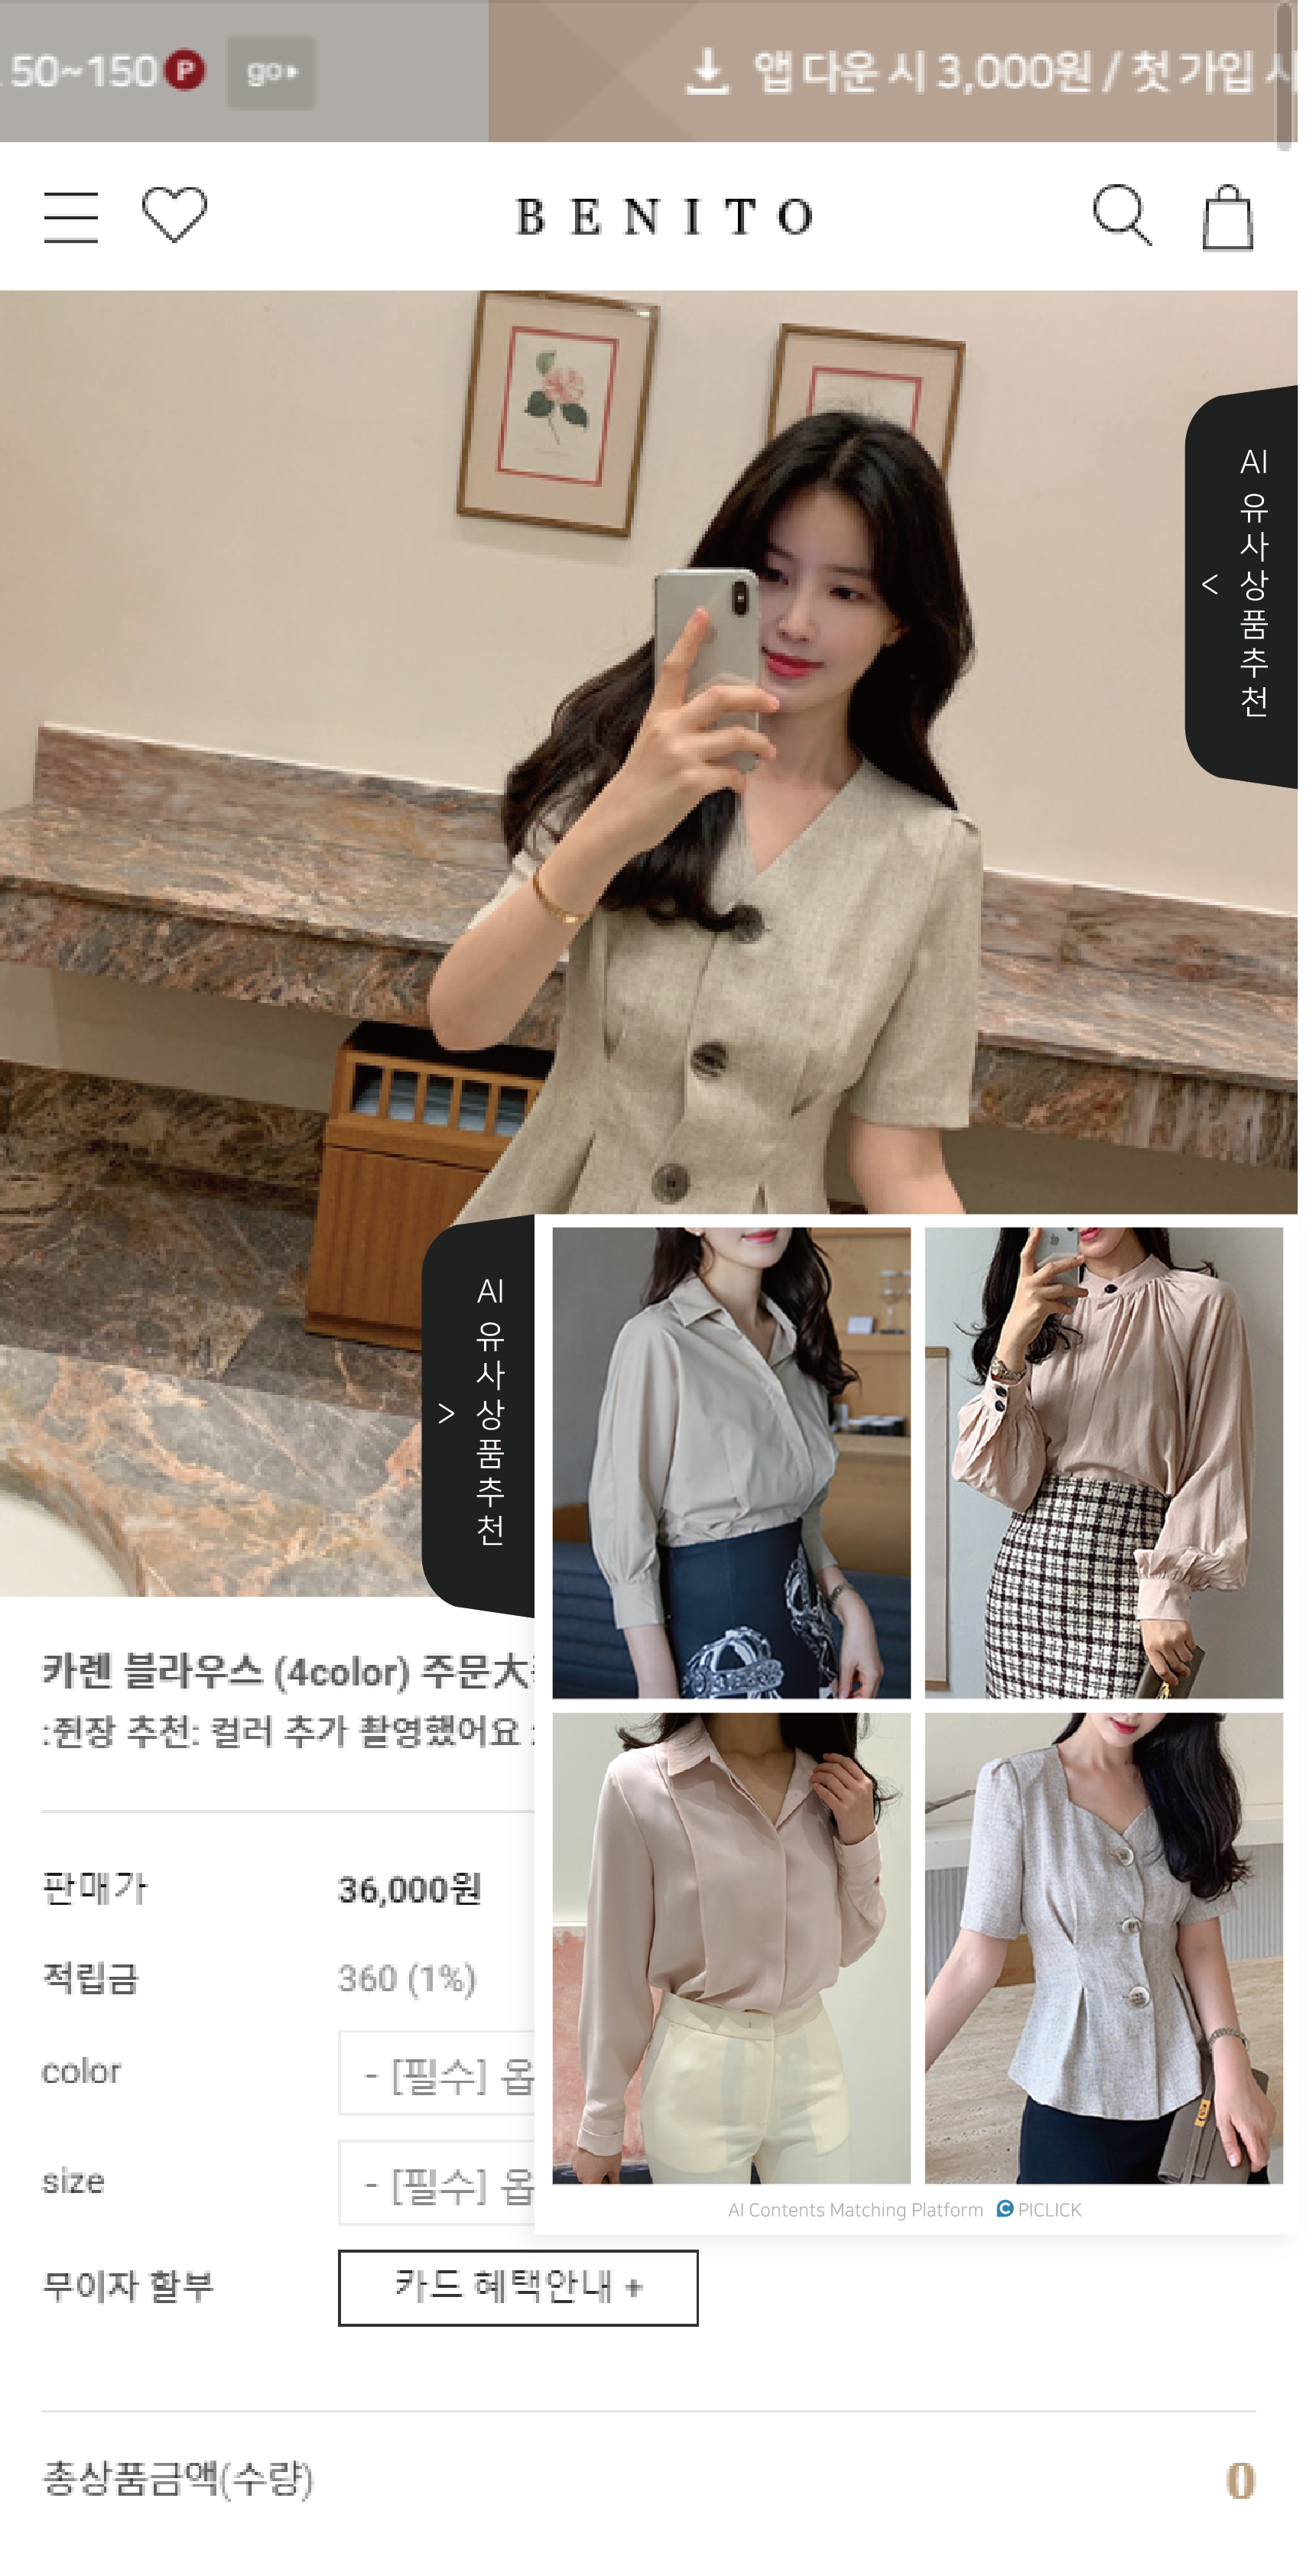 50~150 P go▸
앱 다운 시 3,000원 / 첫 가입 시
BENITO
AI 유사상품추천
<
AI 유사상품추천
>
카렌 블라우스 (4color) 주문大
:퀸장 추천: 컬러 추가 촬영했어요
판매가 36,000원
적립금 360 (1%)
color - [필수] 옵
size - [필수] 옵
AI Contents Matching Platform PICLICK
무이자 할부 카드 혜택안내 +
총상품금액(수량) 0